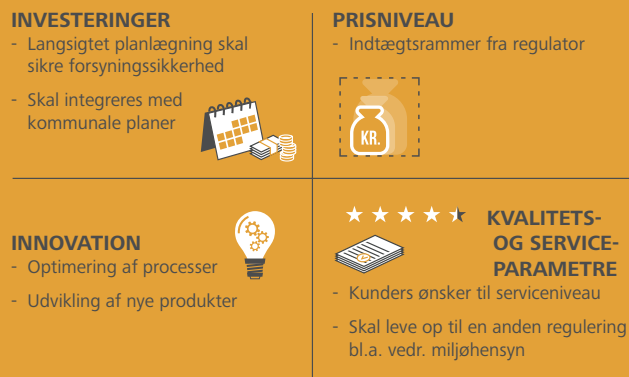 INVESTERINGER
- Langsigtet planlægning skal
sikre forsyningssikkerhed
- Skal integreres med
kommunale planer
PRISNIVEAU
- Indtægtsrammer fra regulator
KR.
INNOVATION
- Optimering af processer
- Udvikling af nye produkter
KVALITETS-
OG SERVICE-
PARAMETRE
- Kunders ønsker til serviceniveau
- Skal leve op til en anden regulering
bl.a. vedr. miljøhensyn